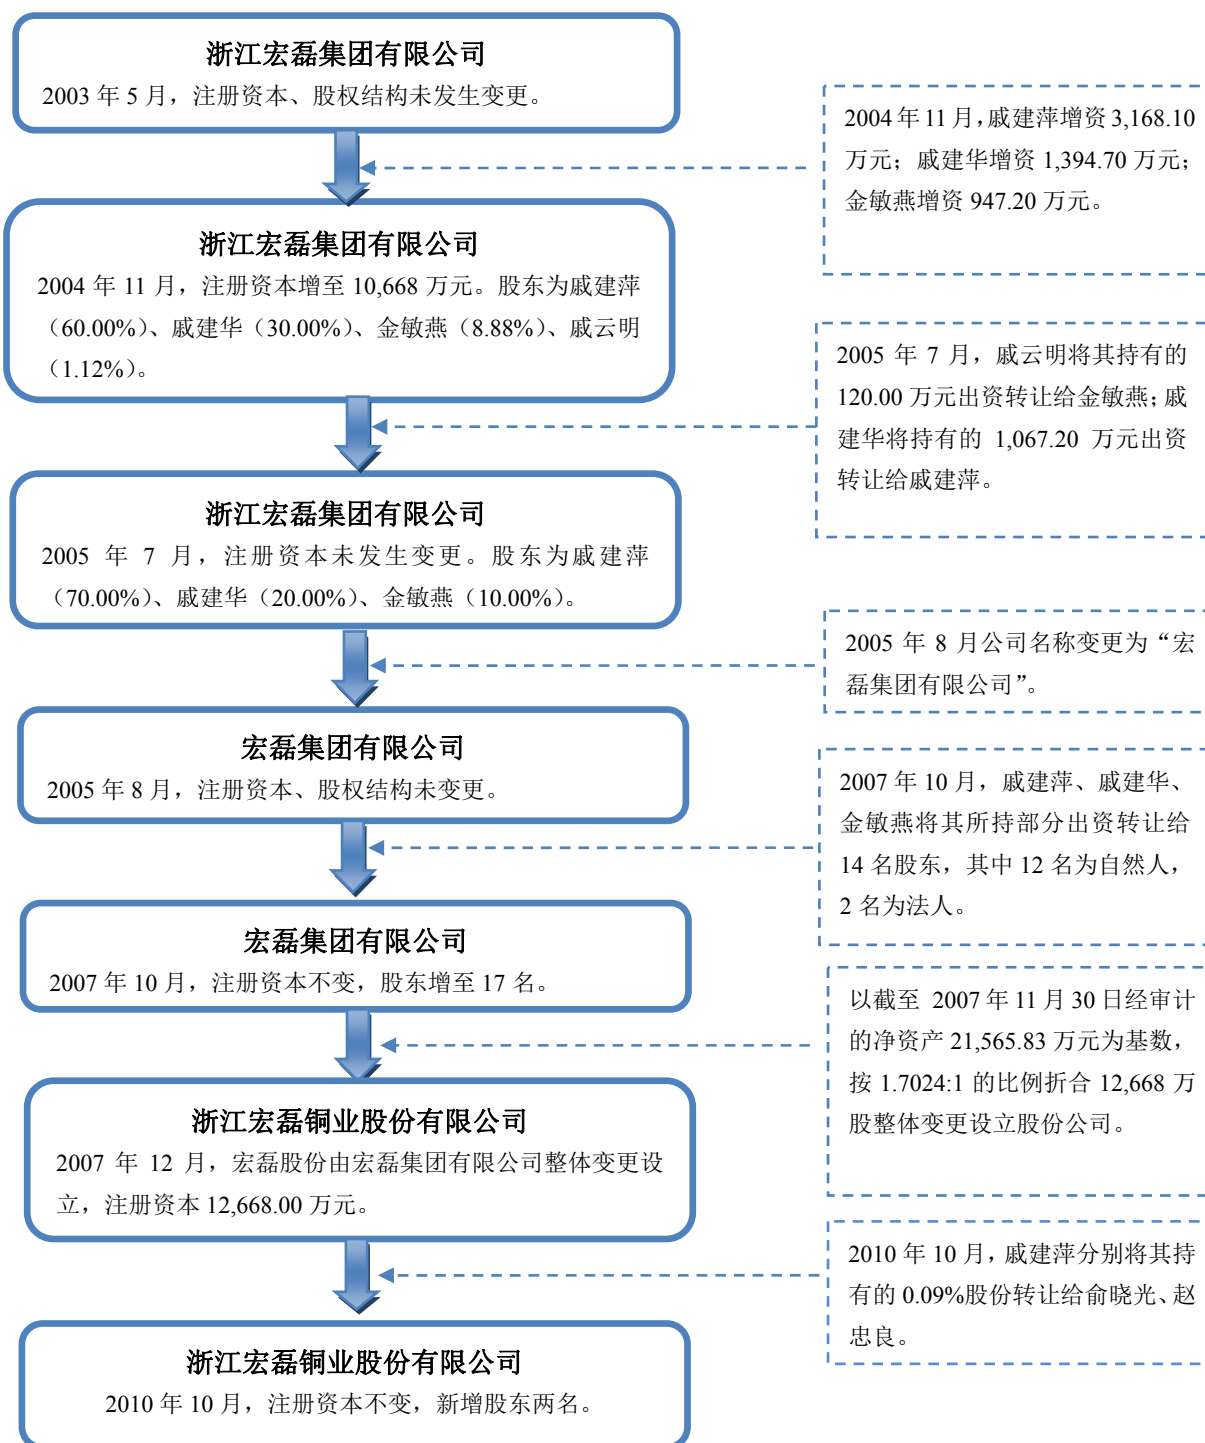 浙江宏磊集团有限公司
2003 年 5 月，注册资本、股权结构未发生变更。
2004 年 11 月，戚建萍增资 3,168.10
万元；戚建华增资 1,394.70 万元；
金敏燕增资 947.20 万元。
浙江宏磊集团有限公司
2004 年 11 月，注册资本增至 10,668 万元。股东为戚建萍
（60.00%）、戚建华（30.00%）、金敏燕（8.88%）、戚云明
（1.12%）。
2005 年 7 月，戚云明将其持有的
120.00 万元出资转让给金敏燕；戚
建华将持有的 1,067.20 万元出资
转让给戚建萍。
浙江宏磊集团有限公司
2005 年 7 月，注册资本未发生变更。股东为戚建萍
（70.00%）、戚建华（20.00%）、金敏燕（10.00%）。
2005 年 8 月公司名称变更为“宏
磊集团有限公司”。
宏磊集团有限公司
2005 年 8 月，注册资本、股权结构未变更。
2007 年 10 月，戚建萍、戚建华、
金敏燕将其所持部分出资转让给
14 名股东，其中 12 名为自然人，
2 名为法人。
宏磊集团有限公司
2007 年 10 月，注册资本不变，股东增至 17 名。
以截至 2007 年 11 月 30 日经审计
的净资产 21,565.83 万元为基数，
按 1.7024:1 的比例折合 12,668 万
股整体变更设立股份公司。
浙江宏磊铜业股份有限公司
2007 年 12 月，宏磊股份由宏磊集团有限公司整体变更设
立，注册资本 12,668.00 万元。
2010 年 10 月，戚建萍分别将其持
有的 0.09%股份转让给俞晓光、赵
忠良。
浙江宏磊铜业股份有限公司
2010 年 10 月，注册资本不变，新增股东两名。